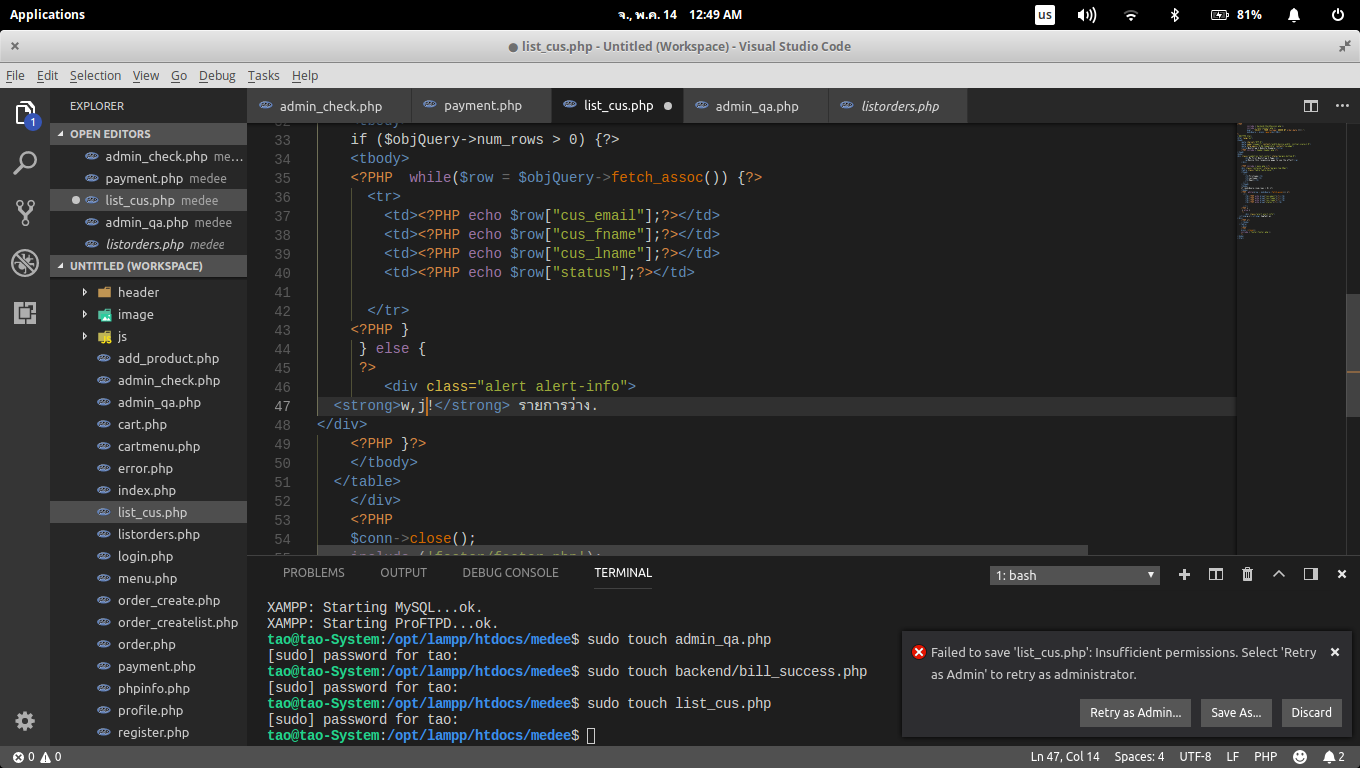 Applications
จ., พ.ค. 14 12:49 AM
us
81%
list_cus.php - Untitled (Workspace) - Visual Studio Code
File Edit Selection View Go Debug Tasks Help
EXPLORER
1
OPEN EDITORS
admin_check.php me...
payment.php medee
list_cus.php medee
admin_qa.php medee
listorders.php medee
UNTITLED (WORKSPACE)
header
image
js
add_product.php
admin_check.php
admin_qa.php
cart.php
cartmenu.php
error.php
index.php
list_cus.php
listorders.php
login.php
menu.php
order_create.php
order_createlist.php
order.php
payment.php
phpinfo.php
profile.php
register.php
admin_check.php payment.php list_cus.php admin_qa.php listorders.php
33 if ($objQuery->num_rows > 0) {?>
34 <tbody>
35 <?PHP while($row = $objQuery->fetch_assoc()) {?>
36 <tr>
37 <td><?PHP echo $row["cus_email"];?></td>
38 <td><?PHP echo $row["cus_fname"];?></td>
39 <td><?PHP echo $row["cus_lname"];?></td>
40 <td><?PHP echo $row["status"];?></td>
41
42 </tr>
43 <?PHP }
44 } else {
45 ?>
46 <div class="alert alert-info">
47 <strong>w,j!</strong> รายการว่าง.
48 </div>
49 <?PHP }?>
50 </tbody>
51 </table>
52 </div>
53 <?PHP
54 $conn->close();
PROBLEMS OUTPUT DEBUG CONSOLE TERMINAL
1: bash
XAMPP: Starting MySQL...ok.
XAMPP: Starting ProFTPD...ok.
tao@tao-System:/opt/lampp/htdocs/medee$ sudo touch admin_qa.php
[sudo] password for tao:
tao@tao-System:/opt/lampp/htdocs/medee$ sudo touch backend/bill_success.php
[sudo] password for tao:
tao@tao-System:/opt/lampp/htdocs/medee$ sudo touch list_cus.php
[sudo] password for tao:
tao@tao-System:/opt/lampp/htdocs/medee$
Failed to save 'list_cus.php': Insufficient permissions. Select 'Retry
as Admin' to retry as administrator.
Retry as Admin... Save As... Discard
0 0
Ln 47, Col 14 Spaces: 4 UTF-8 LF PHP 2